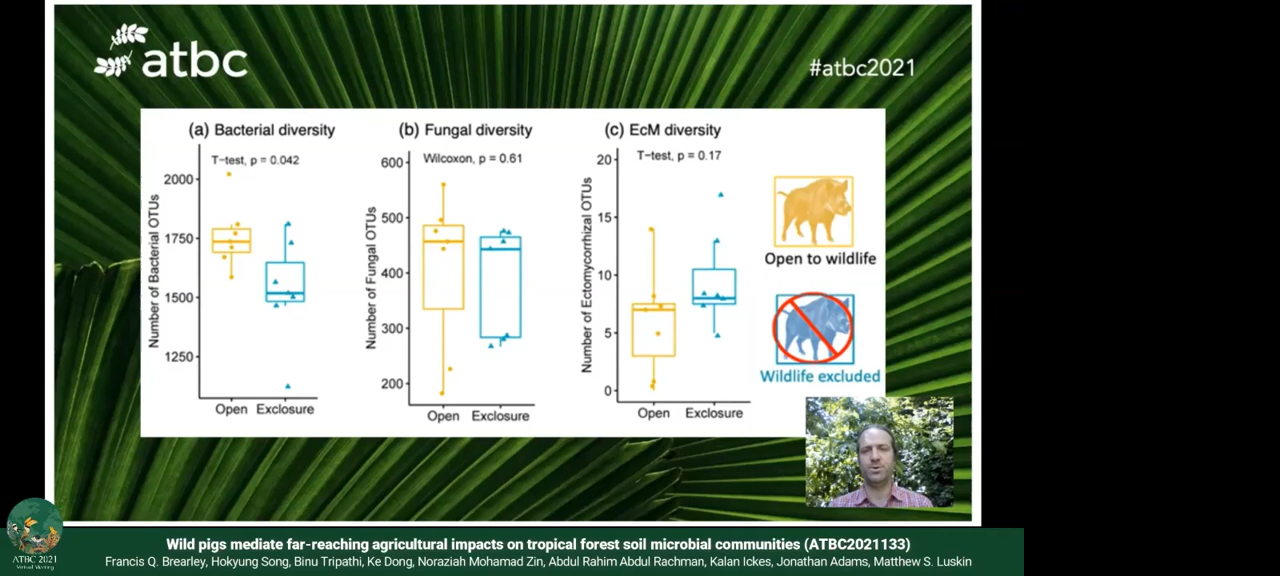 atbc
#atbc2021
(a) Bacterial diversity
T-test, p = 0.042
Number of Bacterial OTUs
2000
1750
1500
1250
Open Exclosure
(b) Fungal diversity
Wilcoxon, p = 0.61
Number of Fungal OTUs
600
500
400
300
200
Open Exclosure
(c) EcM diversity
T-test, p = 0.17
Number of Ectomycorrhizal OTUs
20
15
10
5
0
Open Exclosure
Open to wildlife
Wildlife excluded
ATBC 2021
Virtual Meeting
Wild pigs mediate far-reaching agricultural impacts on tropical forest soil microbial communities (ATBC2021133)
Francis Q. Brearley, Hokyung Song, Binu Tripathi, Ke Dong, Noraziah Mohamad Zin, Abdul Rahim Abdul Rachman, Kalan Ickes, Jonathan Adams, Matthew S. Luskin